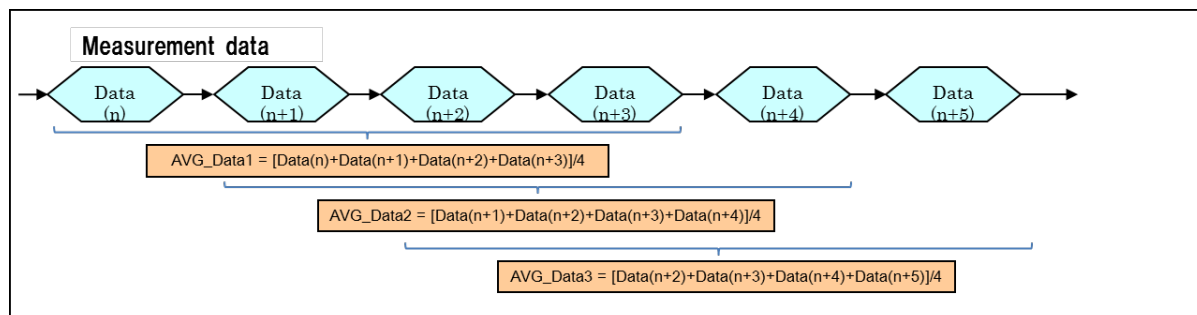 Measurement data
Data
(n)
Data
(n+1)
Data
(n+2)
Data
(n+3)
Data
(n+4)
Data
(n+5)
AVG_Data1 = [Data(n)+Data(n+1)+Data(n+2)+Data(n+3)]/4
AVG_Data2 = [Data(n+1)+Data(n+2)+Data(n+3)+Data(n+4)]/4
AVG_Data3 = [Data(n+2)+Data(n+3)+Data(n+4)+Data(n+5)]/4